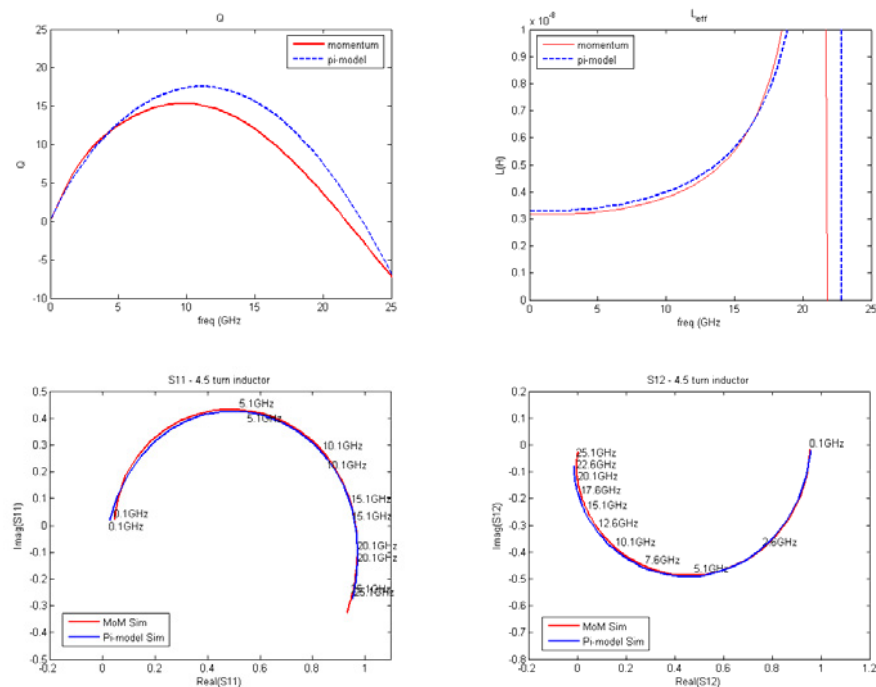 Q
25
20
15
10
5
0
-5
-10
0
5
10
15
20
25
Q
freq (GHz
momentum
pi-model
x 10⁻⁸
L_eff
1
0.9
0.8
0.7
0.6
0.5
0.4
0.3
0.2
0.1
0
0
5
10
15
20
25
L(H)
freq (GHz
momentum
pi-model
S11 - 4.5 turn inductor
0.5
0.4
0.3
0.2
0.1
0
-0.1
-0.2
-0.3
-0.4
-0.5
-0.2
0
0.2
0.4
0.6
0.8
1
Imag(S11)
Real(S11)
5.1GHz
5.1GHz
10.1GHz
10.1GHz
15.1GHz
15.1GHz
20.1GHz
20.1GHz
25.1GHz
0.1GHz
0.1GHz
MoM Sim
Pi-model Sim
S12 - 4.5 turn inductor
0.2
0.1
0
-0.1
-0.2
-0.3
-0.4
-0.5
-0.6
-0.7
-0.8
-0.2
0
0.2
0.4
0.6
0.8
1
1.2
Imag(S12)
Real(S12)
0.1GHz
25.1GHz
22.6GHz
20.1GHz
17.6GHz
15.1GHz
12.6GHz
10.1GHz
7.6GHz
5.1GHz
2.6GHz
MoM Sim
Pi-model Sim